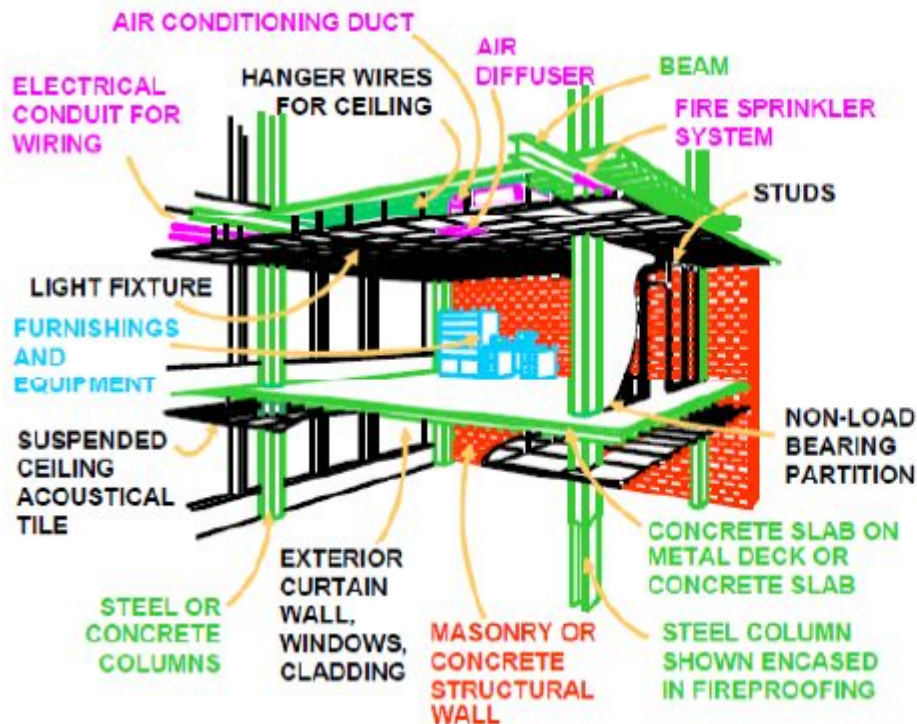 AIR CONDITIONING DUCT
AIR
DIFFUSER
BEAM
ELECTRICAL
CONDUIT FOR
WIRING
HANGER WIRES
FOR CEILING
FIRE SPRINKLER
SYSTEM
STUDS
LIGHT FIXTURE
FURNISHINGS
AND
EQUIPMENT
SUSPENDED
CEILING
ACOUSTICAL
TILE
NON-LOAD
BEARING
PARTITION
STEEL OR
CONCRETE
COLUMNS
EXTERIOR
CURTAIN
WALL,
WINDOWS,
CLADDING
MASONRY OR
CONCRETE
STRUCTURAL
WALL
CONCRETE SLAB ON
METAL DECK OR
CONCRETE SLAB
STEEL COLUMN
SHOWN ENCASED
IN FIREPROOFING